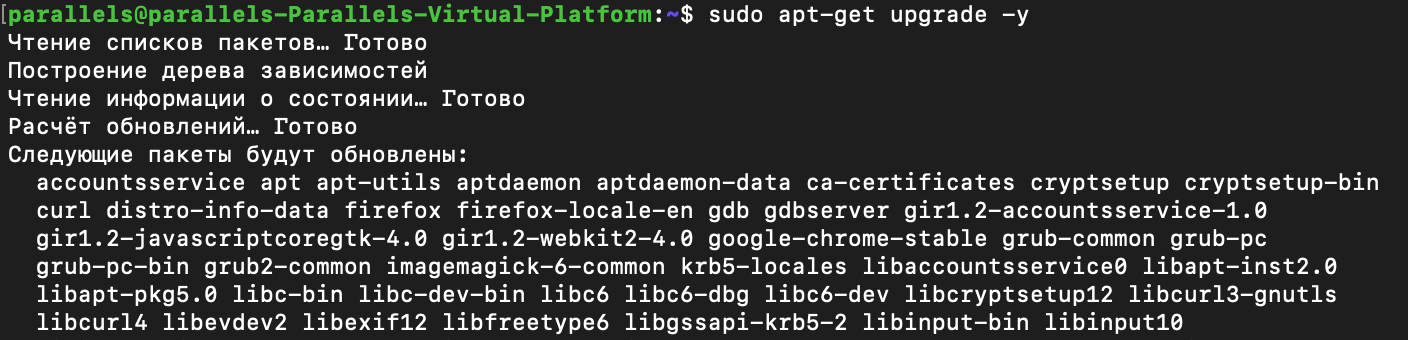 parallels@parallels-Parallels-Virtual-Platform:~$ sudo apt-get upgrade -y
Чтение списков пакетов… Готово
Построение дерева зависимостей
Чтение информации о состоянии… Готово
Расчёт обновлений… Готово
Следующие пакеты будут обновлены:
  accountsservice apt apt-utils aptdaemon aptdaemon-data ca-certificates cryptsetup cryptsetup-bin
  curl distro-info-data firefox firefox-locale-en gdb gdbserver gir1.2-accountsservice-1.0
  gir1.2-javascriptcoregtk-4.0 gir1.2-webkit2-4.0 google-chrome-stable grub-common grub-pc
  grub-pc-bin grub2-common imagemagick-6-common krb5-locales libaccountsservice0 libapt-inst2.0
  libapt-pkg5.0 libc-bin libc-dev-bin libc6 libc6-dbg libc6-dev libcryptsetup12 libcurl3-gnutls
  libcurl4 libevdev2 libexif12 libfreetype6 libgssapi-krb5-2 libinput-bin libinput10